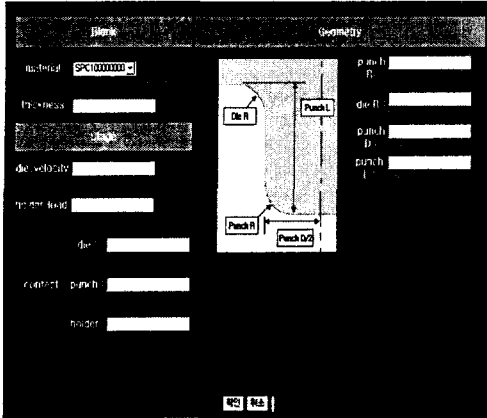 Blank
Geometry
material
SPC10000000
thickness
die velocity
holder load
die
contact
punch
holder
Die R
Punch L
Punch R
Punch D/2
punch R
die R
punch D
punch
확인
취소